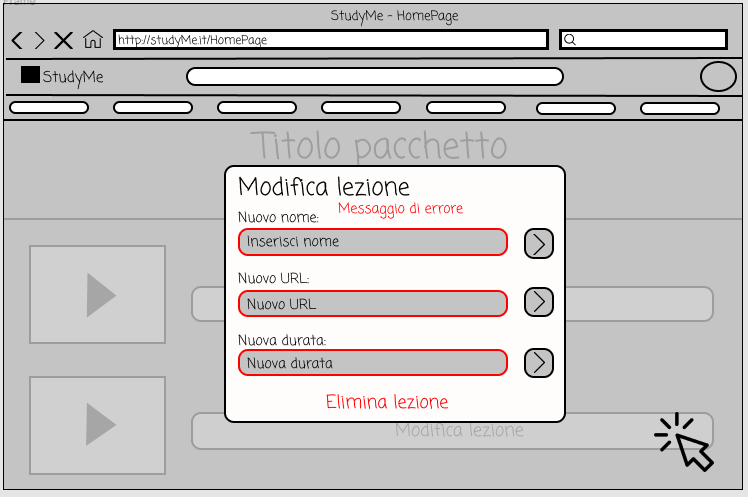 Frame
StudyMe - HomePage
http://studyMe.it/HomePage
StudyMe
Titolo pacchetto
Modifica lezione
Messaggio di errore
Nuovo nome:
Inserisci nome
Nuovo URL:
Nuovo URL
Nuova durata:
Nuova durata
Elimina lezione
Modifica lezione